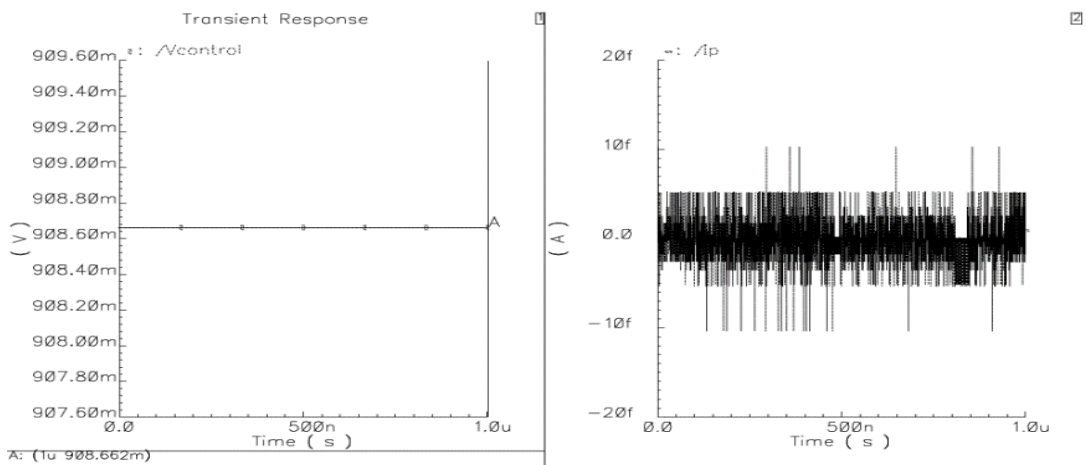 Transient Response
1
/Vcontrol
909.60m
909.40m
909.20m
909.00m
908.80m
908.60m
908.40m
908.20m
908.00m
907.80m
907.60m
(V)
A
0.0
500n
1.0u
Time ( s )
A: (1u 908.662m)
2
/Ip
20f
10f
0.0
-10f
-20f
(A)
0.0
500n
1.0u
Time ( s )